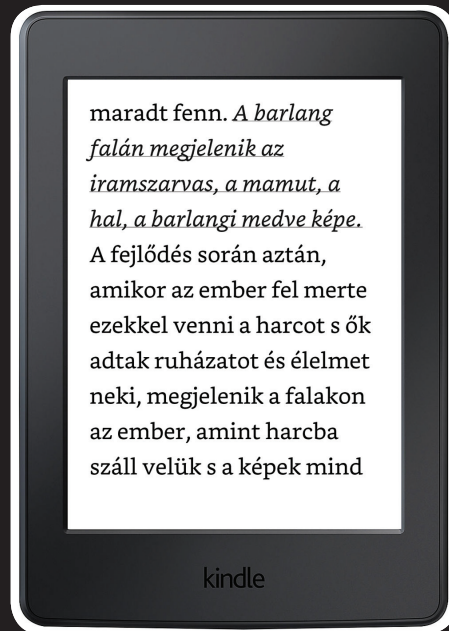 maradt fenn. A barlang
falán megjelenik az
iramszarvas, a mamut, a
hal, a barlangi medve képe.
A fejlődés során aztán,
amikor az ember fel merte
ezekkel venni a harcot s ők
adtak ruházatot és élelmet
neki, megjelenik a falakon
az ember, amint harcba
száll velük s a képek mind
kindle